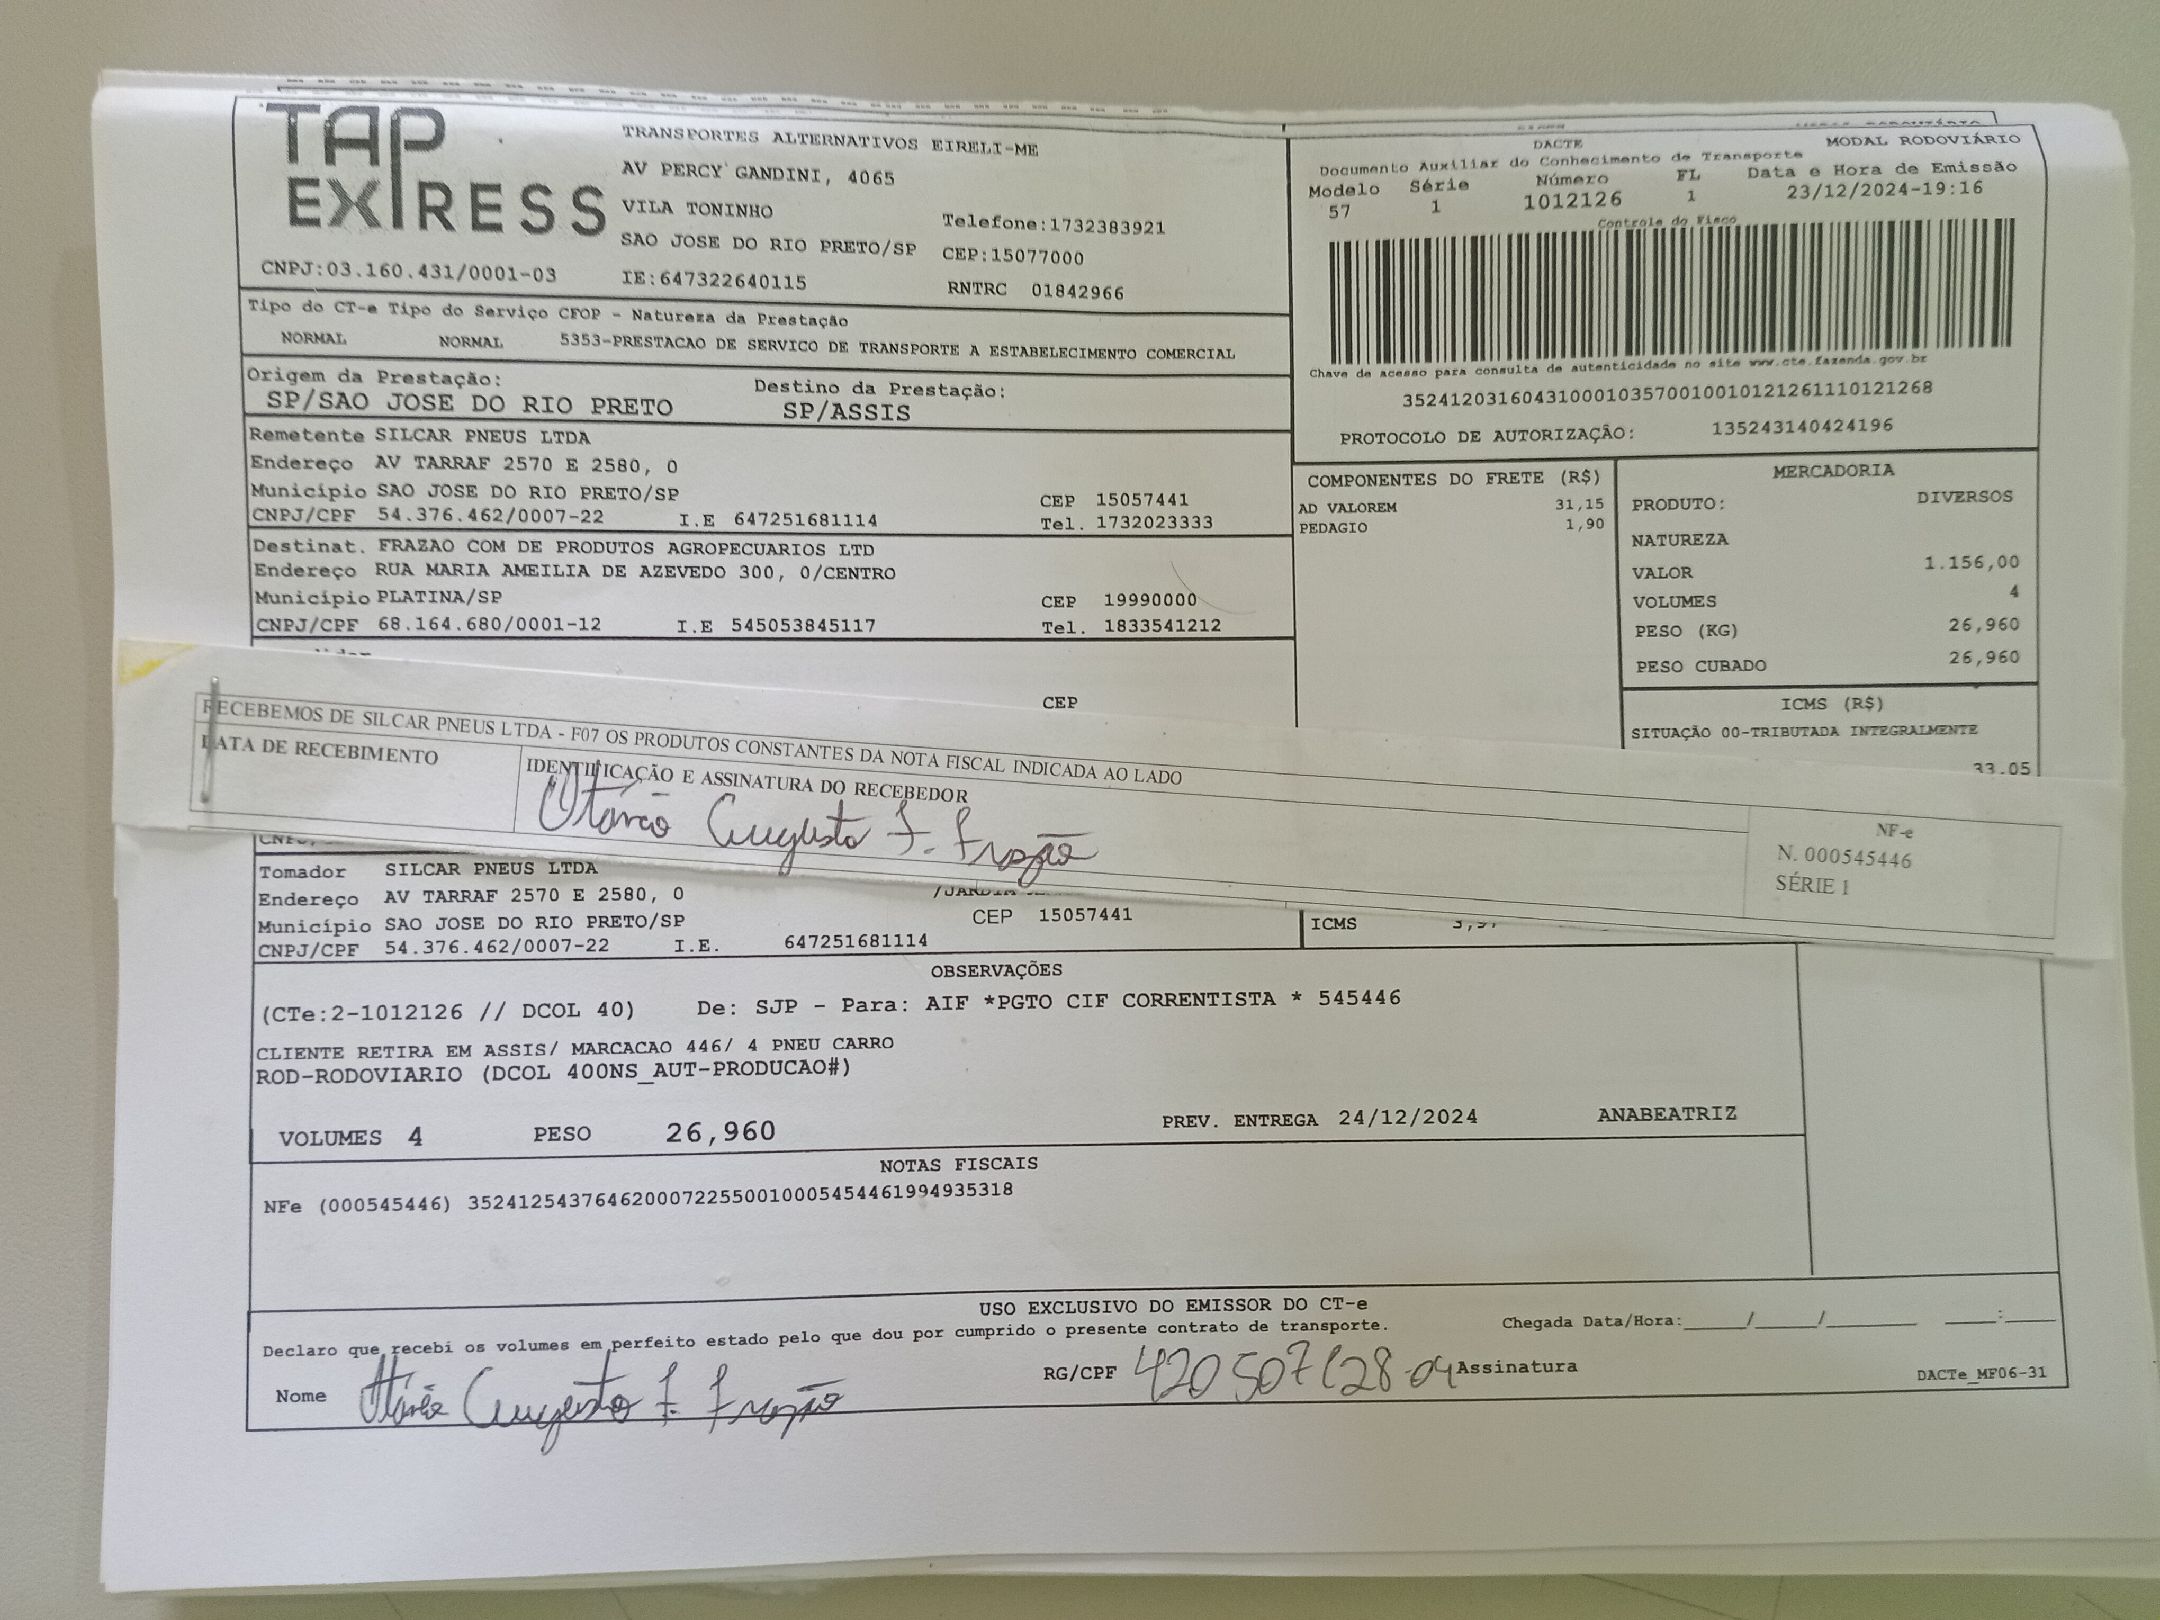 TAP
EXPRESS
TRANSPORTES ALTERNATIVOS EIRELI-ME
AV PERCY GANDINI, 4065
VILA TONINHO
Telefone:1732383921
SAO JOSE DO RIO PRETO/SP CEP:15077000
CNPJ:03.160.431/0001-03 IE:647322640115 RNTRC 01842966
DACTE MODAL RODOVIÁRIO
Documento Auxiliar do Conhecimento de Transporte
Modelo Série Número FL Data e Hora de Emissão
57 1 1012126 1 23/12/2024-19:16
Controle do Fisco
Chave de acesso para consulta de autenticidade no site www.cte.fazenda.gov.br
35241203160431000103570010010121261110121268
PROTOCOLO DE AUTORIZAÇÃO: 135243140424196
Tipo do CT-e Tipo do Serviço CFOP - Natureza da Prestação
NORMAL NORMAL 5353-PRESTACAO DE SERVICO DE TRANSPORTE A ESTABELECIMENTO COMERCIAL
Origem da Prestação: Destino da Prestação:
SP/SAO JOSE DO RIO PRETO SP/ASSIS
Remetente SILCAR PNEUS LTDA
Endereço AV TARRAF 2570 E 2580, 0
Município SAO JOSE DO RIO PRETO/SP CEP 15057441
CNPJ/CPF 54.376.462/0007-22 I.E 647251681114 Tel. 1732023333
Destinat. FRAZAO COM DE PRODUTOS AGROPECUARIOS LTD
Endereço RUA MARIA AMEILIA DE AZEVEDO 300, 0/CENTRO
Município PLATINA/SP CEP 19990000
CNPJ/CPF 68.164.680/0001-12 I.E 545053845117 Tel. 1833541212
CEP
COMPONENTES DO FRETE (R$)
AD VALOREM 31,15
PEDAGIO 1,90
MERCADORIA
PRODUTO: DIVERSOS
NATUREZA
VALOR 1.156,00
VOLUMES 4
PESO (KG) 26,960
PESO CUBADO 26,960
ICMS (R$)
SITUAÇÃO 00-TRIBUTADA INTEGRALMENTE
33,05
RECEBEMOS DE SILCAR PNEUS LTDA - F07 OS PRODUTOS CONSTANTES DA NOTA FISCAL INDICADA AO LADO
DATA DE RECEBIMENTO IDENTIFICAÇÃO E ASSINATURA DO RECEBEDOR
Otávio Augusto F. Frazão
NF-e
N. 000545446
SÉRIE 1
Tomador SILCAR PNEUS LTDA
Endereço AV TARRAF 2570 E 2580, 0
Município SAO JOSE DO RIO PRETO/SP CEP 15057441
CNPJ/CPF 54.376.462/0007-22 I.E. 647251681114
ICMS
OBSERVAÇÕES
(CTe:2-1012126 // DCOL 40) De: SJP - Para: AIF *PGTO CIF CORRENTISTA * 545446
CLIENTE RETIRA EM ASSIS/ MARCACAO 446/ 4 PNEU CARRO
ROD-RODOVIARIO (DCOL 400NS_AUT-PRODUCAO#)
VOLUMES 4 PESO 26,960 PREV. ENTREGA 24/12/2024 ANABEATRIZ
NOTAS FISCAIS
NFe (000545446) 35241254376462000722550010005454461994935318
USO EXCLUSIVO DO EMISSOR DO CT-e
Declaro que recebi os volumes em perfeito estado pelo que dou por cumprido o presente contrato de transporte. Chegada Data/Hora:____/____/______ ____:____
Nome Otávio Augusto F. Frazão RG/CPF 420507128-04 Assinatura DACTe_MF06-31